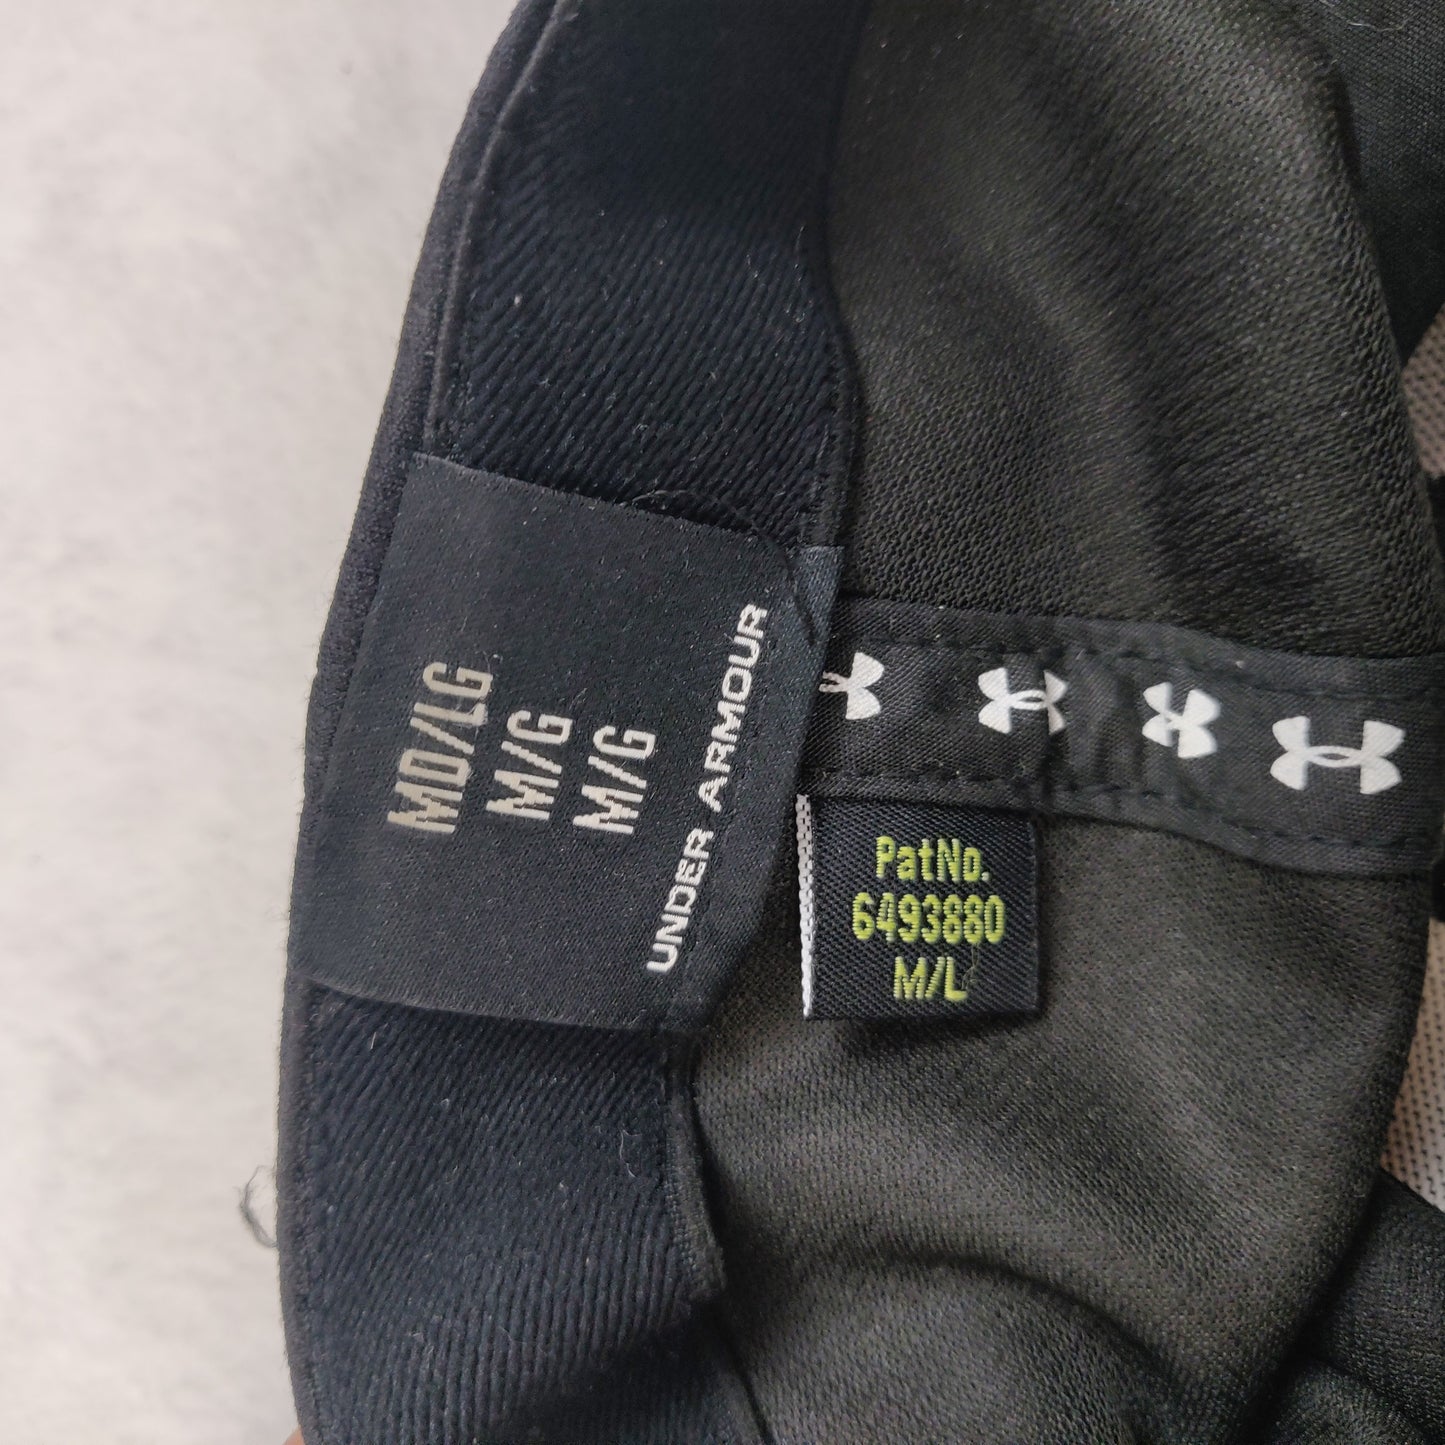 MD/LG
M/G
M/G
UNDER ARMOUR
PatNo.
6493880
M/L